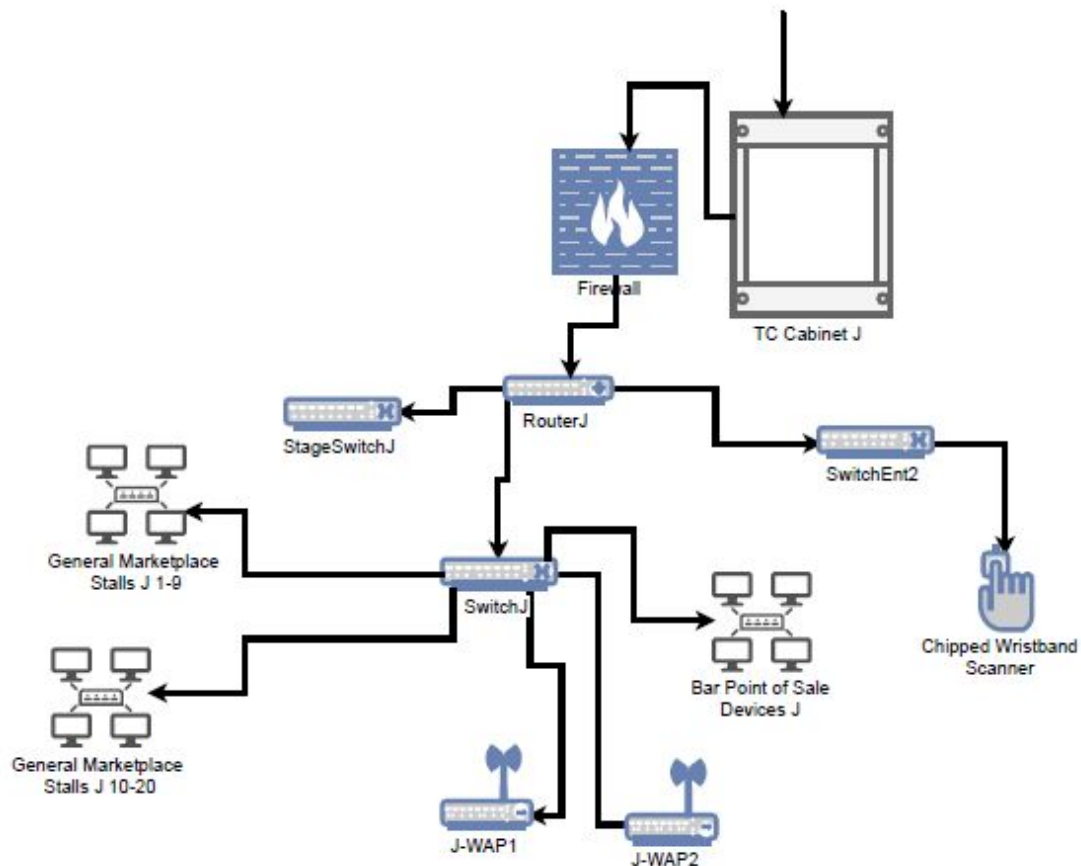 Firewall
TC Cabinet J
RouterJ
StageSwitchJ
SwitchEnt2
General Marketplace
Stalls J 1-9
SwitchJ
Chipped Wristband
Scanner
Bar Point of Sale
Devices J
General Marketplace
Stalls J 10-20
J-WAP1
J-WAP2